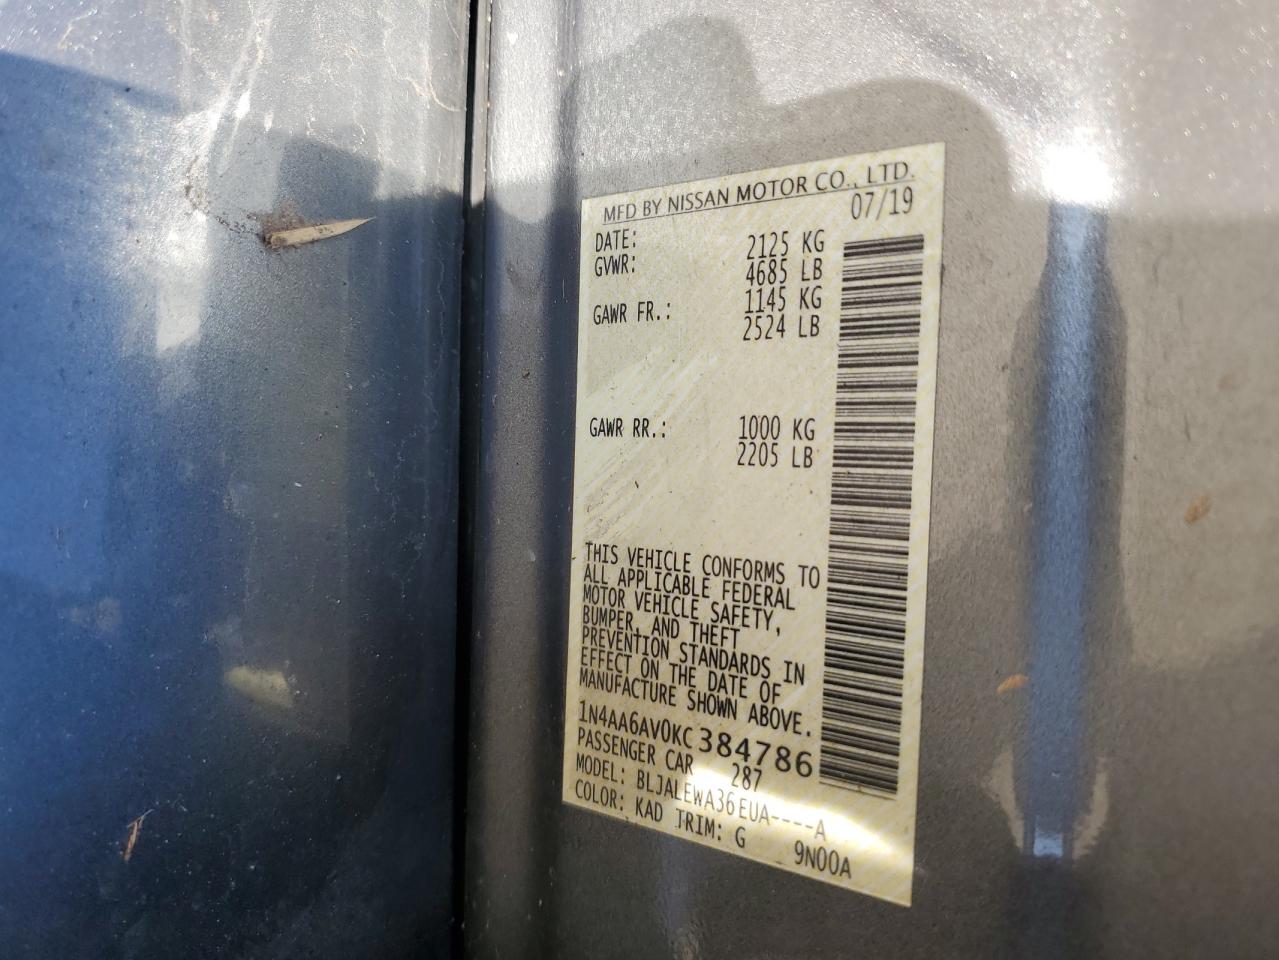 MFD BY NISSAN MOTOR CO., LTD.
DATE: 07/19
GVWR: 2125 KG
4685 LB
GAWR FR.: 1145 KG
2524 LB
GAWR RR.: 1000 KG
2205 LB
THIS VEHICLE CONFORMS TO
ALL APPLICABLE FEDERAL
MOTOR VEHICLE SAFETY,
BUMPER, AND THEFT
PREVENTION STANDARDS IN
EFFECT ON THE DATE OF
MANUFACTURE SHOWN ABOVE.
1N4AA6AV0KC384786
PASSENGER CAR 287
MODEL: BLJALEWA36EUA----A
COLOR: KAD TRIM: G 9N00A